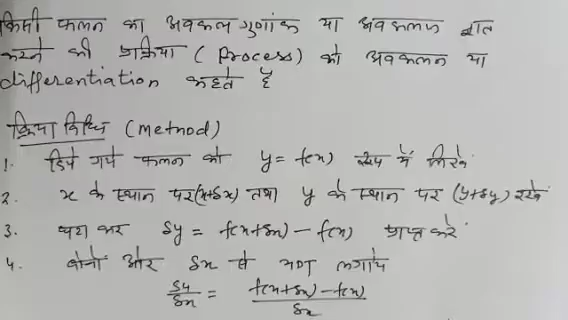 किसी फलन का अवकल गुणांक या अवकलज ज्ञात
करने की प्रक्रिया ( Process) को अवकलन या
differentiation कहते है
क्रिया विधि (method)
1. दिये गये फलन को y = f(x) रूप में लिखें
2. x के स्थान पर (x+δx) तथा y के स्थान पर (y+δy) रखें
3. घटा कर δy = f(x+δx) – f(x) प्राप्त करें
4. दोनों ओर δx से भाग लगाये
δy/δx = f(x+δx) – f(x)/δx